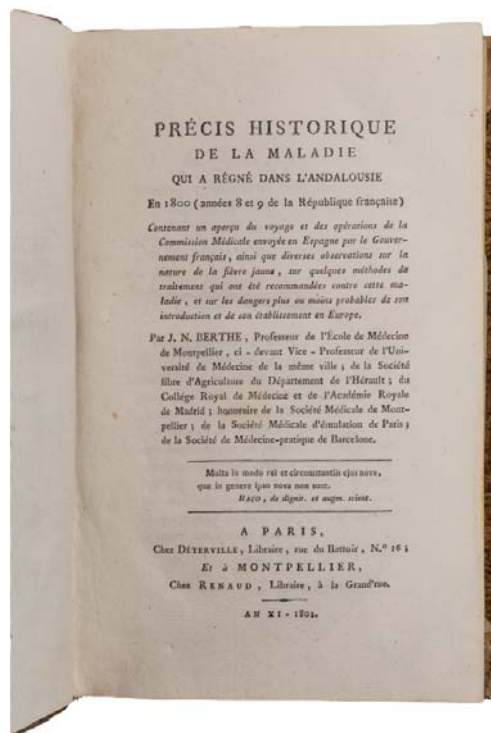 PRÉCIS HISTORIQUE
DE LA MALADIE
QUI A RÉGNÉ DANS L'ANDALOUSIE
En 1800 (années 8 et 9 de la République française)
Contenant un aperçu du voyage et des opérations de la
Commission Médicale envoyée en Espagne par le Gouver-
nement français, ainsi que diverses observations sur la
nature de la fièvre jaune, sur quelques méthodes de
traitement qui ont été recommandées contre cette ma-
ladie, et sur les dangers plus ou moins probables de son
introduction et de son établissement en Europe.
Par J. N. BERTHE, Professeur de l'École de Médecine
de Montpellier, ci-devant Vice-Professeur de l'Uni-
versité de Médecine de la même ville; de la Société
libre d'Agriculture du Département de l'Hérault; du
Collége Royal de Médecine et de l'Académie Royale
de Madrid; honoraire de la Société Médicale de Mont-
pellier; de la Société Médicale d'émulation de Paris;
de la Société de Médecine-pratique de Barcelone.
Multa in modo rei et circumstantiis ejus nova,
quæ in genere ipso nova non sunt.
BACO, de dignit. et augm. scient.
A PARIS,
Chez DÉTERVILLE, Libraire, rue du Battoir, N.º 16;
Et à MONTPELLIER,
Chez RENAUD, Libraire, à la Grand'rue.
AN XI - 1802.